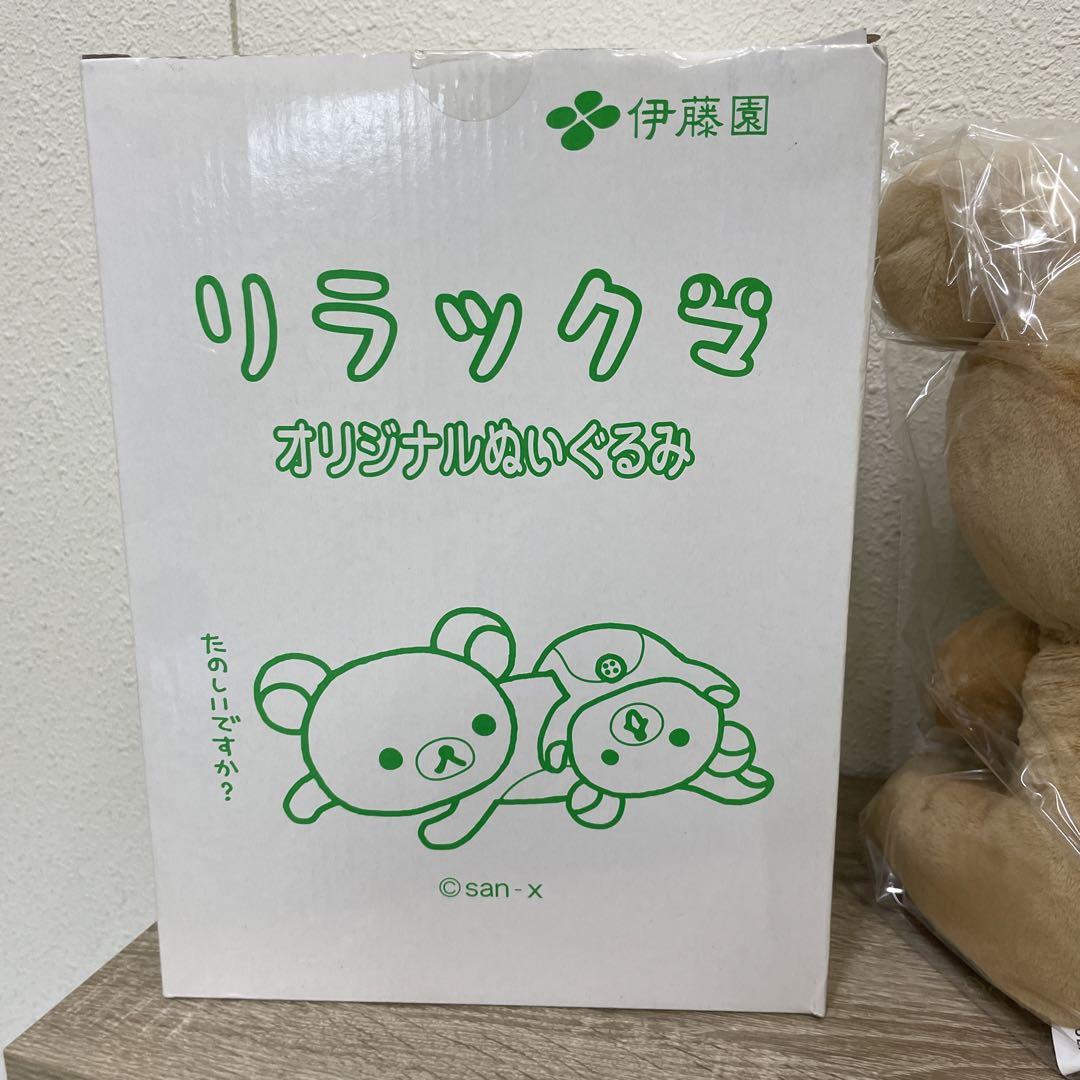 伊藤園
リラックマ
オリジナルぬいぐるみ
たのしいですか?
©san-x